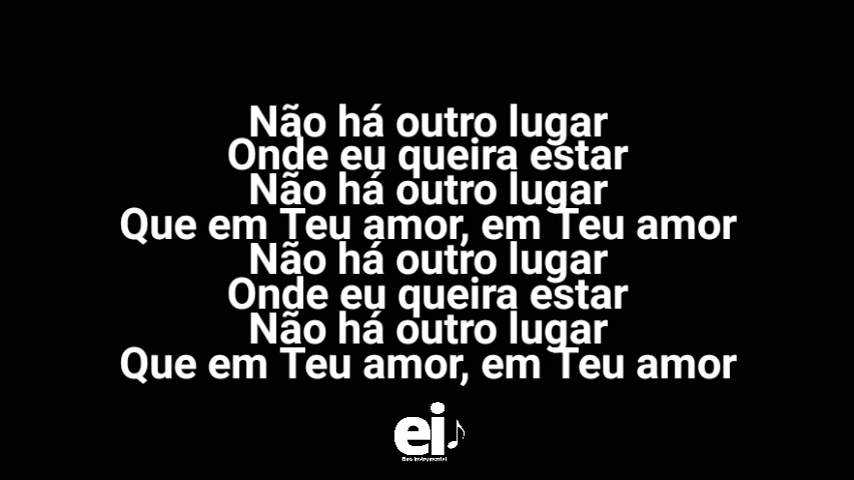 Não há outro lugar
Onde eu queira estar
Não há outro lugar
Que em Teu amor, em Teu amor
Não há outro lugar
Onde eu queira estar
Não há outro lugar
Que em Teu amor, em Teu amor
ei